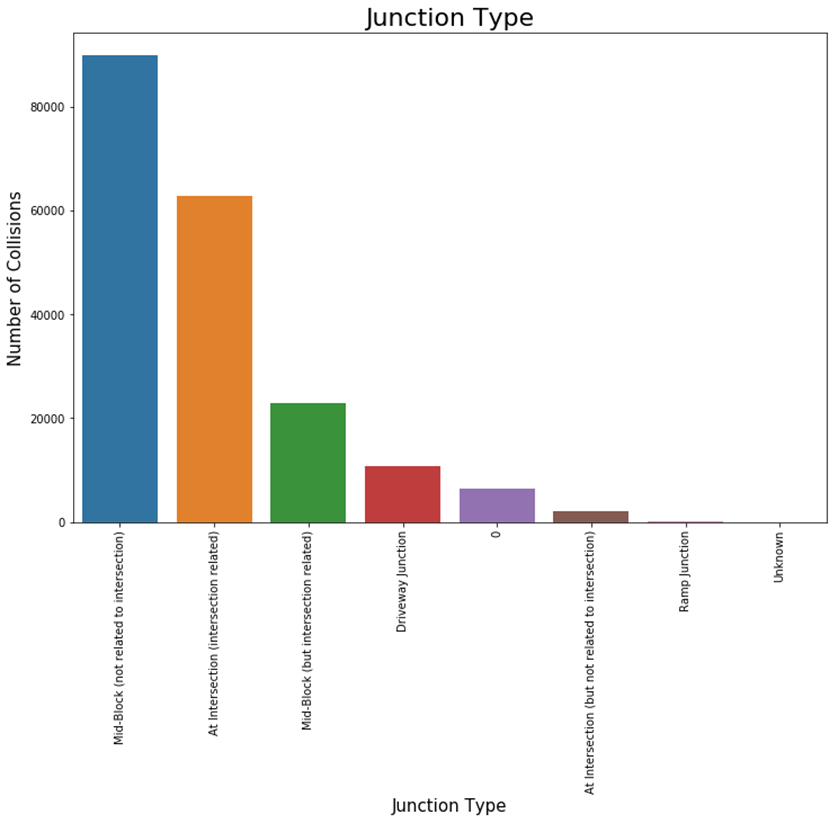 Junction Type
Number of Collisions
80000
60000
40000
20000
0
Mid-Block (not related to intersection)
At Intersection (intersection related)
Mid-Block (but intersection related)
Driveway Junction
0
At Intersection (but not related to intersection)
Ramp Junction
Unknown
Junction Type